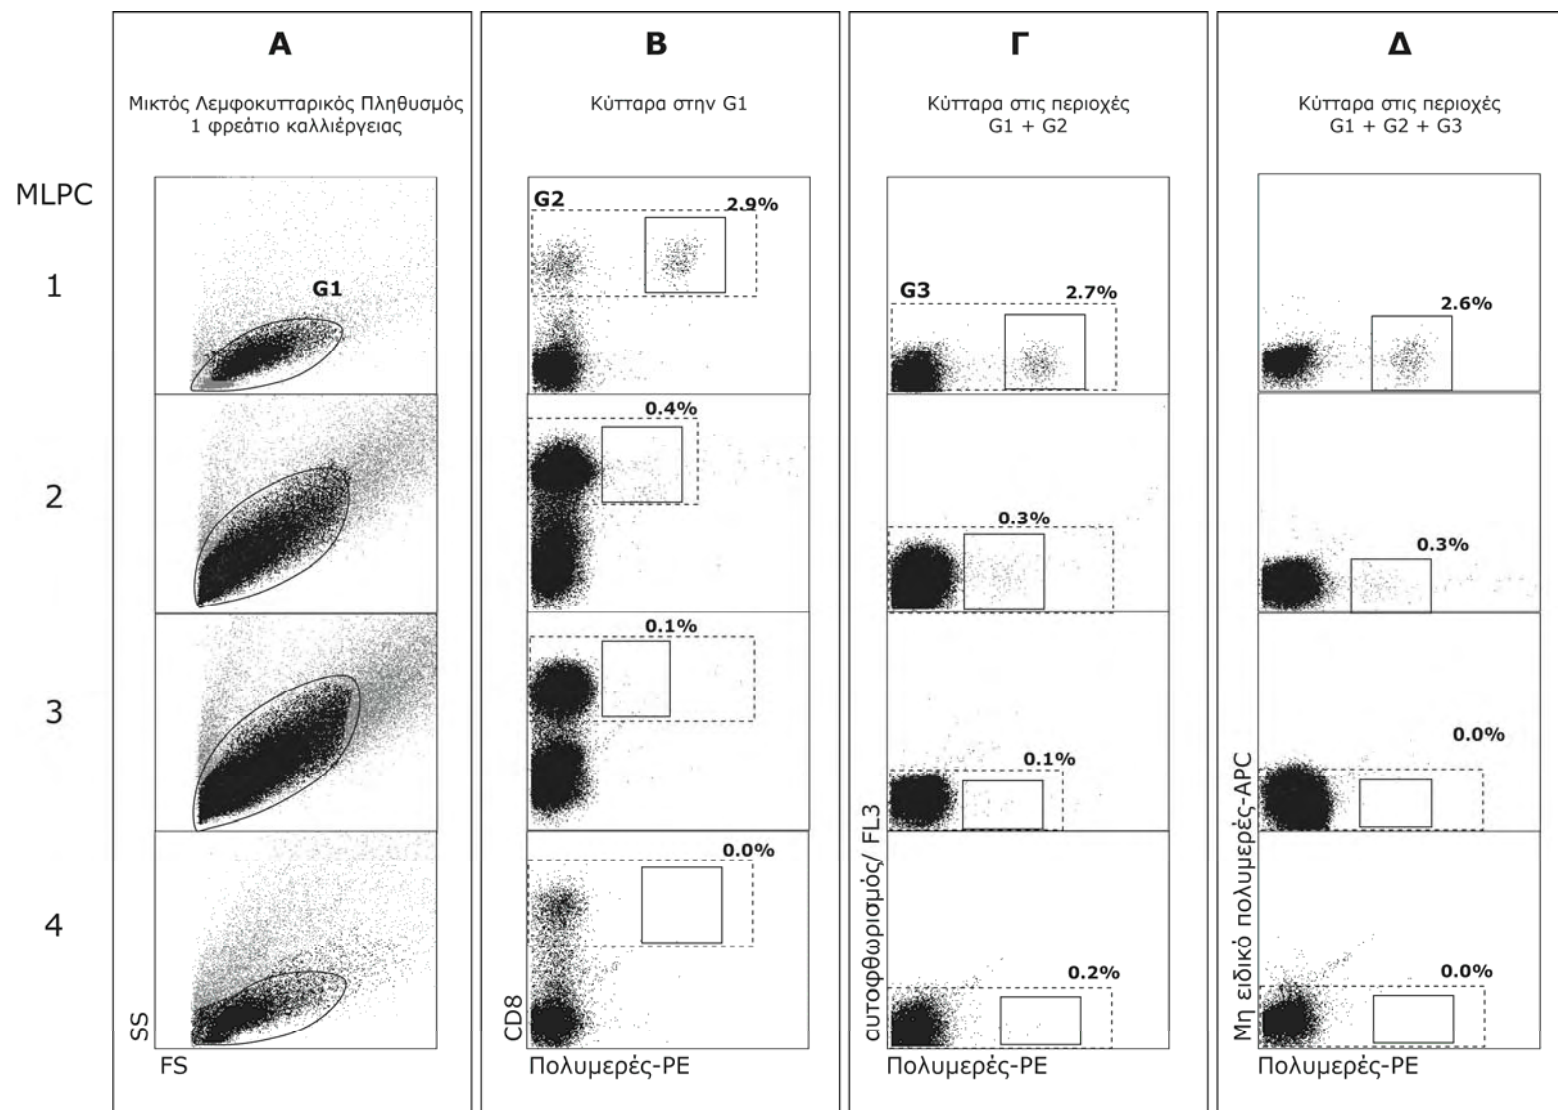 Α
Β
Γ
Δ
Μικτός Λεμφοκυτταρικός Πληθυσμός
1 φρεάτιο καλλιέργειας
Κύτταρα στην G1
Κύτταρα στις περιοχές
G1 + G2
Κύτταρα στις περιοχές
G1 + G2 + G3
MLPC
1
G1
G2
2.9%
G3
2.7%
2.6%
2
0.4%
0.3%
0.3%
3
0.1%
0.1%
0.0%
4
0.0%
0.2%
0.0%
SS
CD8
αυτοφθωρισμός/ FL3
Μη ειδικό πολυμερές-APC
FS
Πολυμερές-PE
Πολυμερές-PE
Πολυμερές-PE